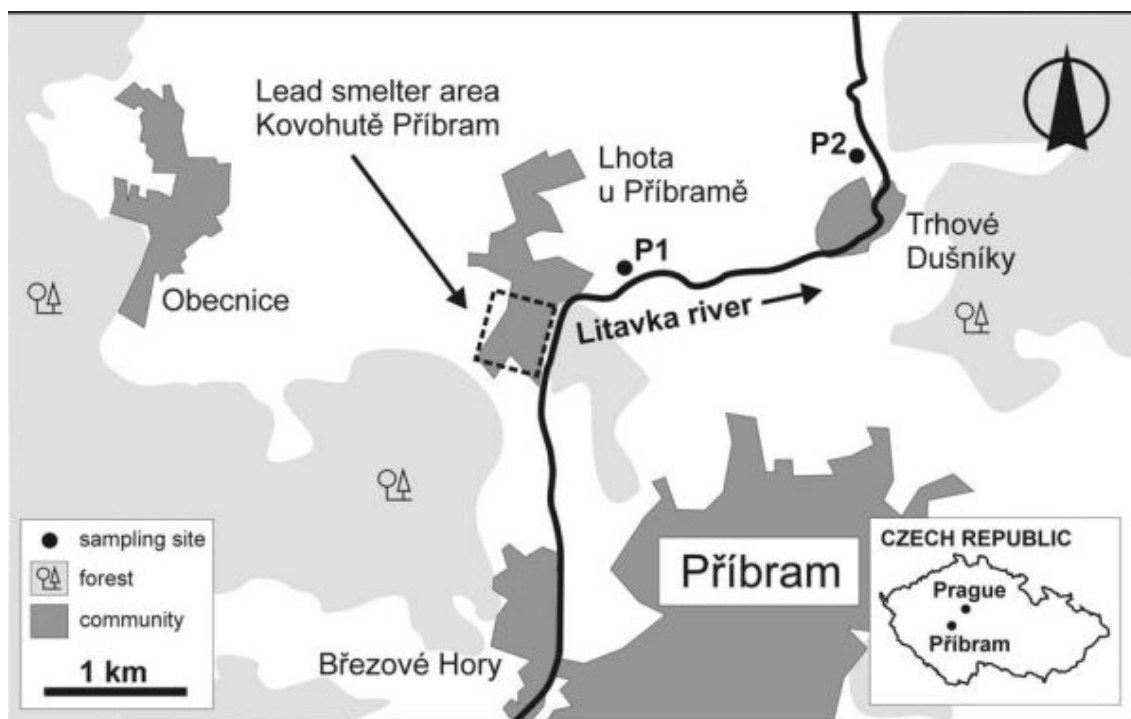 Lead smelter area
Kovohutě Příbram
Lhota
u Příbramě
P2
P1
Trhové
Dušníky
Obecnice
Litavka river
Příbram
Březové Hory
sampling site
forest
community
1 km
CZECH REPUBLIC
Prague
Příbram